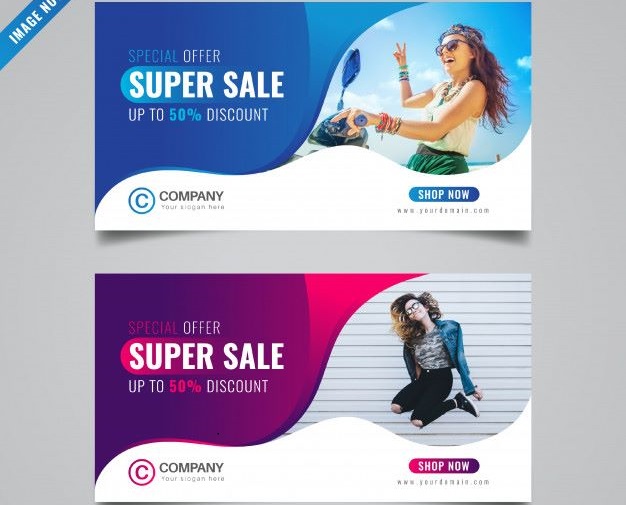 IMAGE NO
SPECIAL OFFER
SUPER SALE
UP TO 50% DISCOUNT
C COMPANY
Your slogan here
SHOP NOW
www.yourdomain.com
SPECIAL OFFER
SUPER SALE
UP TO 50% DISCOUNT
C COMPANY
Your slogan here.
SHOP NOW
www.yourdomain.com